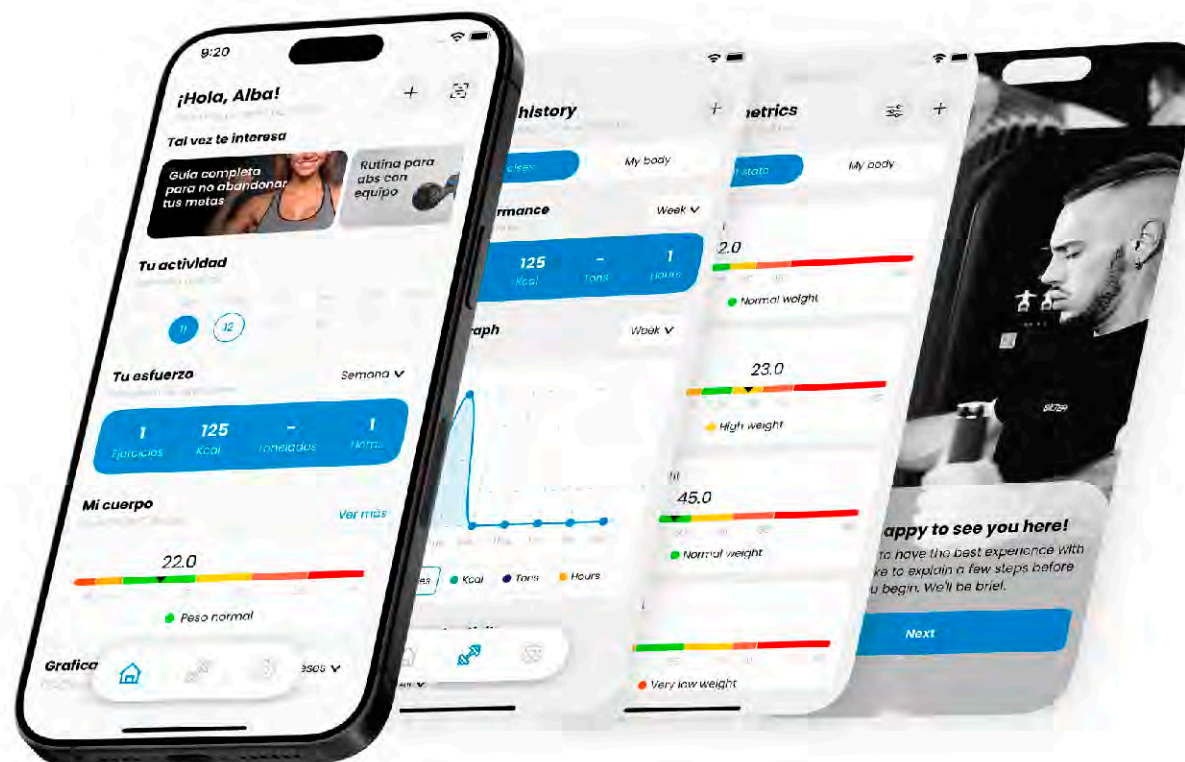 9:20
¡Hola, Alba!
Tal vez te interesa
Guía completa
para no abandonar
tus metas
Rutina para
abs con
equipo
Tu actividad
11
12
Tu esfuerzo
Semana
1
125
-
1
Ejercicios
Kcal
Toneladas
Horas
Mi cuerpo
Ver más
22.0
Peso normal
Grafica
history
My body
rmance
Week
125
-
1
Kcal
Tons
Hours
raph
Week
Kcal
Tons
Hours
etrics
My body
2.0
Normal weight
23.0
High weight
45.0
Normal weight
Very low weight
appy to see you here!
to have the best experience with
ke to explain a few steps before
u begin. We'll be brief.
Next